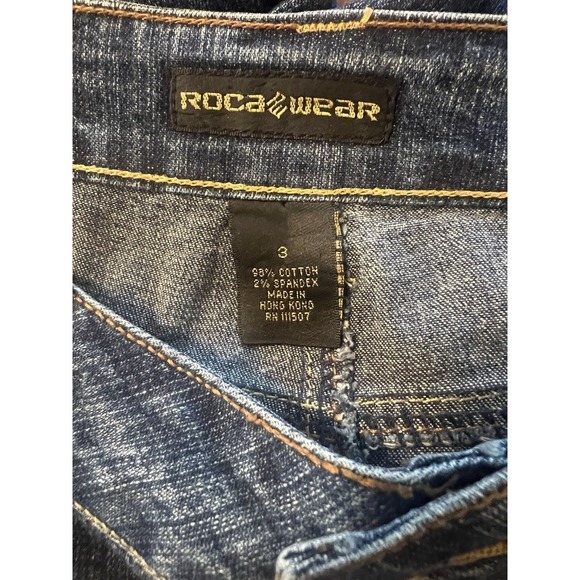 ROCAWEAR
3
98% COTTON
2% SPANDEX
MADE IN
HONG KONG
RN 111507